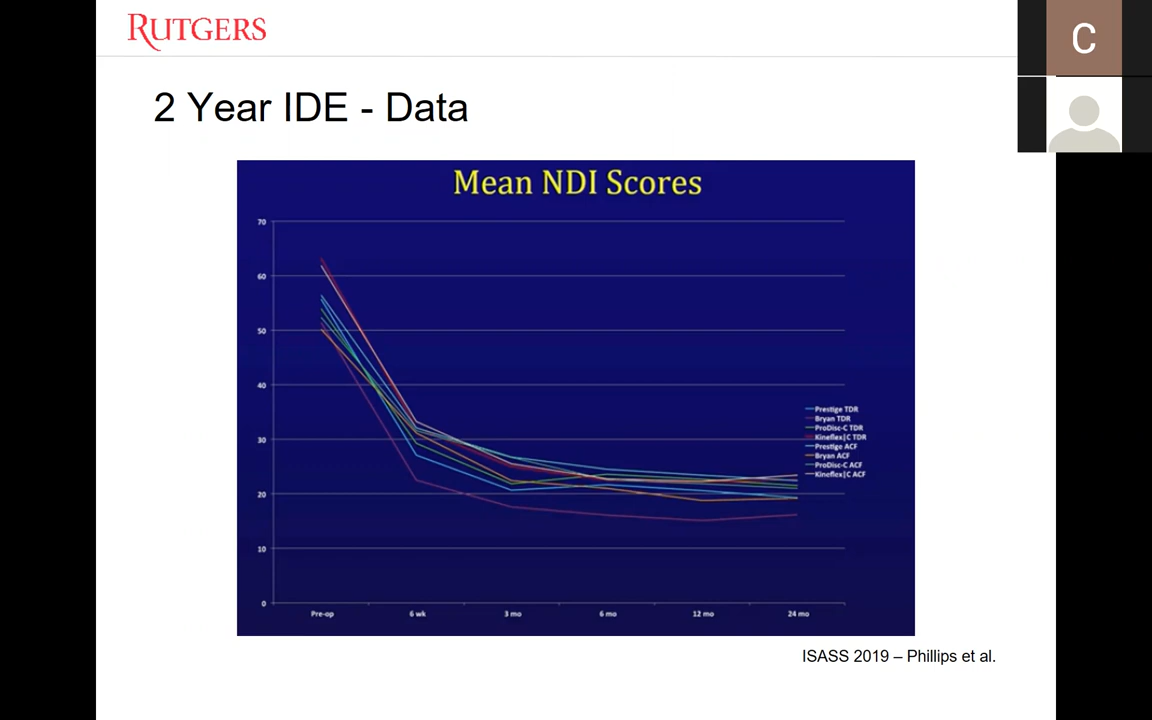 RUTGERS
C
2 Year IDE - Data
Mean NDI Scores
70
60
50
40
30
20
10
0
Prestige TDR
Bryan TDR
ProDisc-C TDR
Kineflex|C TDR
Prestige ACF
Bryan ACF
ProDisc-C ACF
Kineflex|C ACF
Pre-op
6 wk
3 mo
6 mo
12 mo
24 mo
ISASS 2019 – Phillips et al.